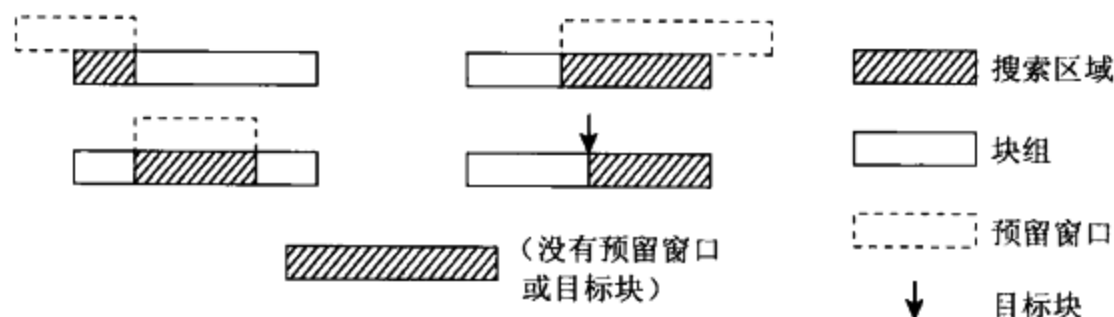 搜索区域
块组
（没有预留窗口
或目标块）
预留窗口
目标块